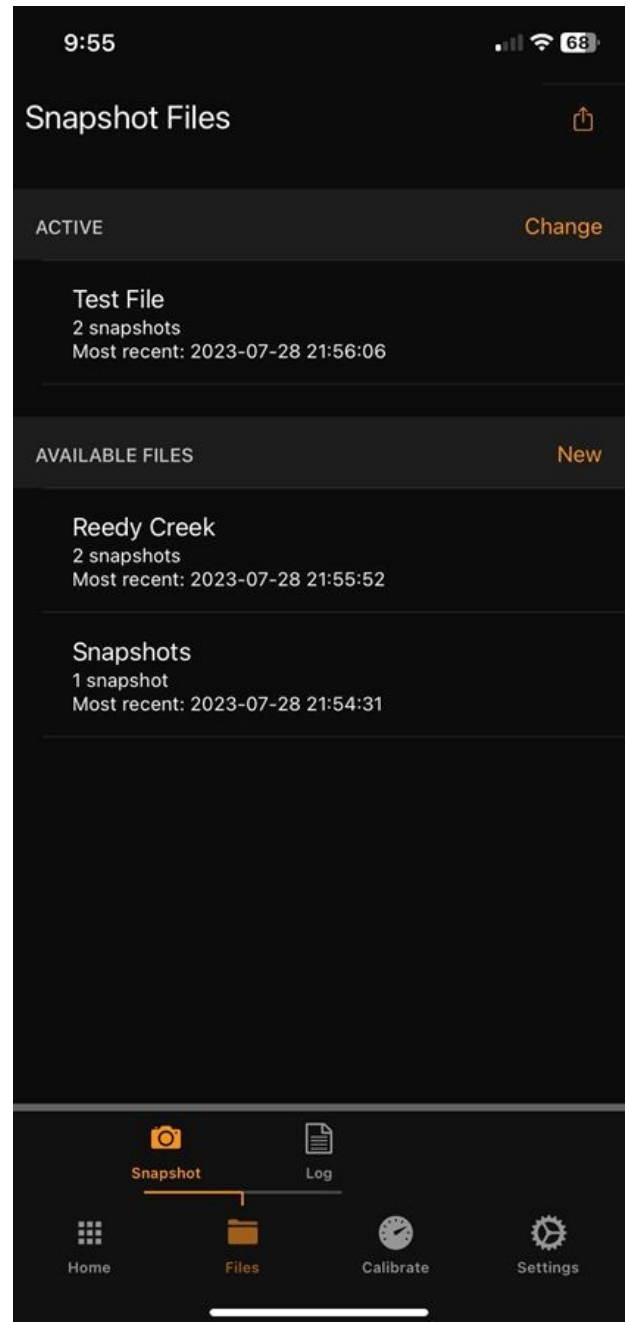 9:55
68
Snapshot Files
ACTIVE
Change
Test File
2 snapshots
Most recent: 2023-07-28 21:56:06
AVAILABLE FILES
New
Reedy Creek
2 snapshots
Most recent: 2023-07-28 21:55:52
Snapshots
1 snapshot
Most recent: 2023-07-28 21:54:31
Snapshot
Log
Home
Files
Calibrate
Settings